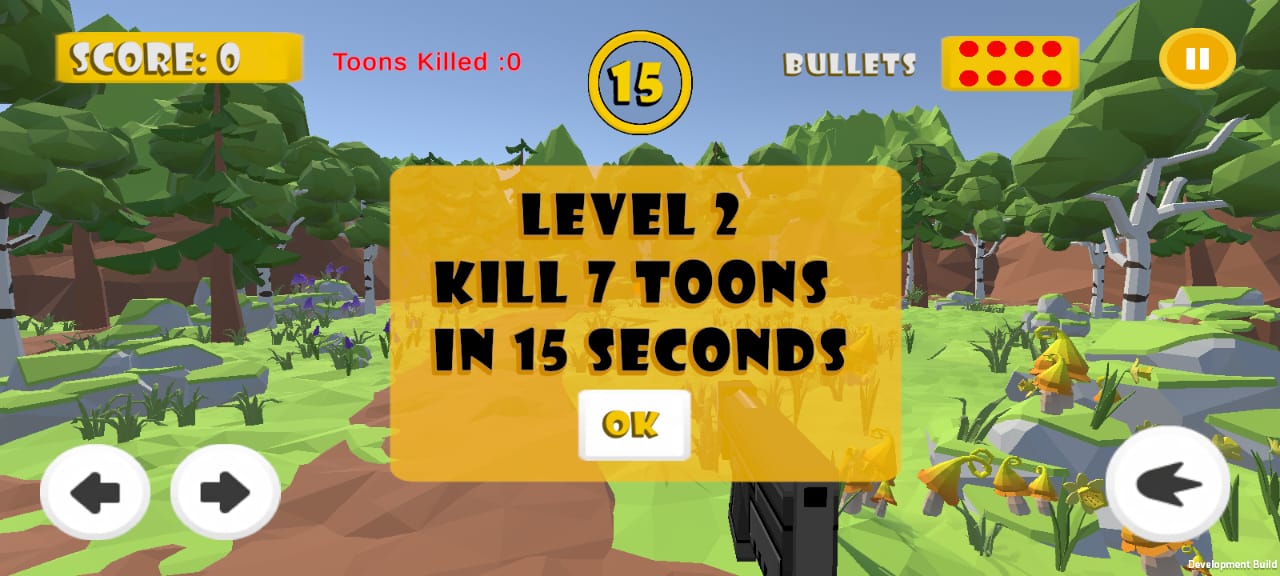 SCORE: 0
Toons Killed :0
15
BULLETS
LEVEL 2
KILL 7 TOONS
IN 15 SECONDS
OK
Development Build